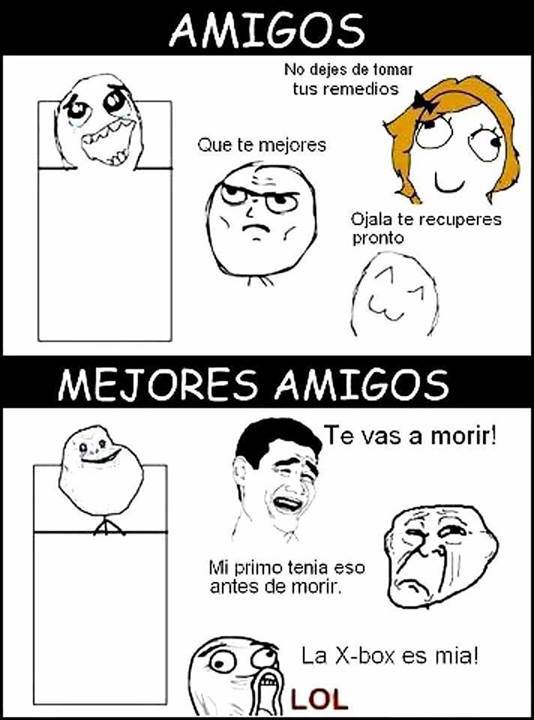 AMIGOS
No dejes de tomar
tus remedios
Que te mejores
Ojala te recuperes
pronto
MEJORES AMIGOS
Te vas a morir!
Mi primo tenia eso
antes de morir.
La X-box es mia!
LOL